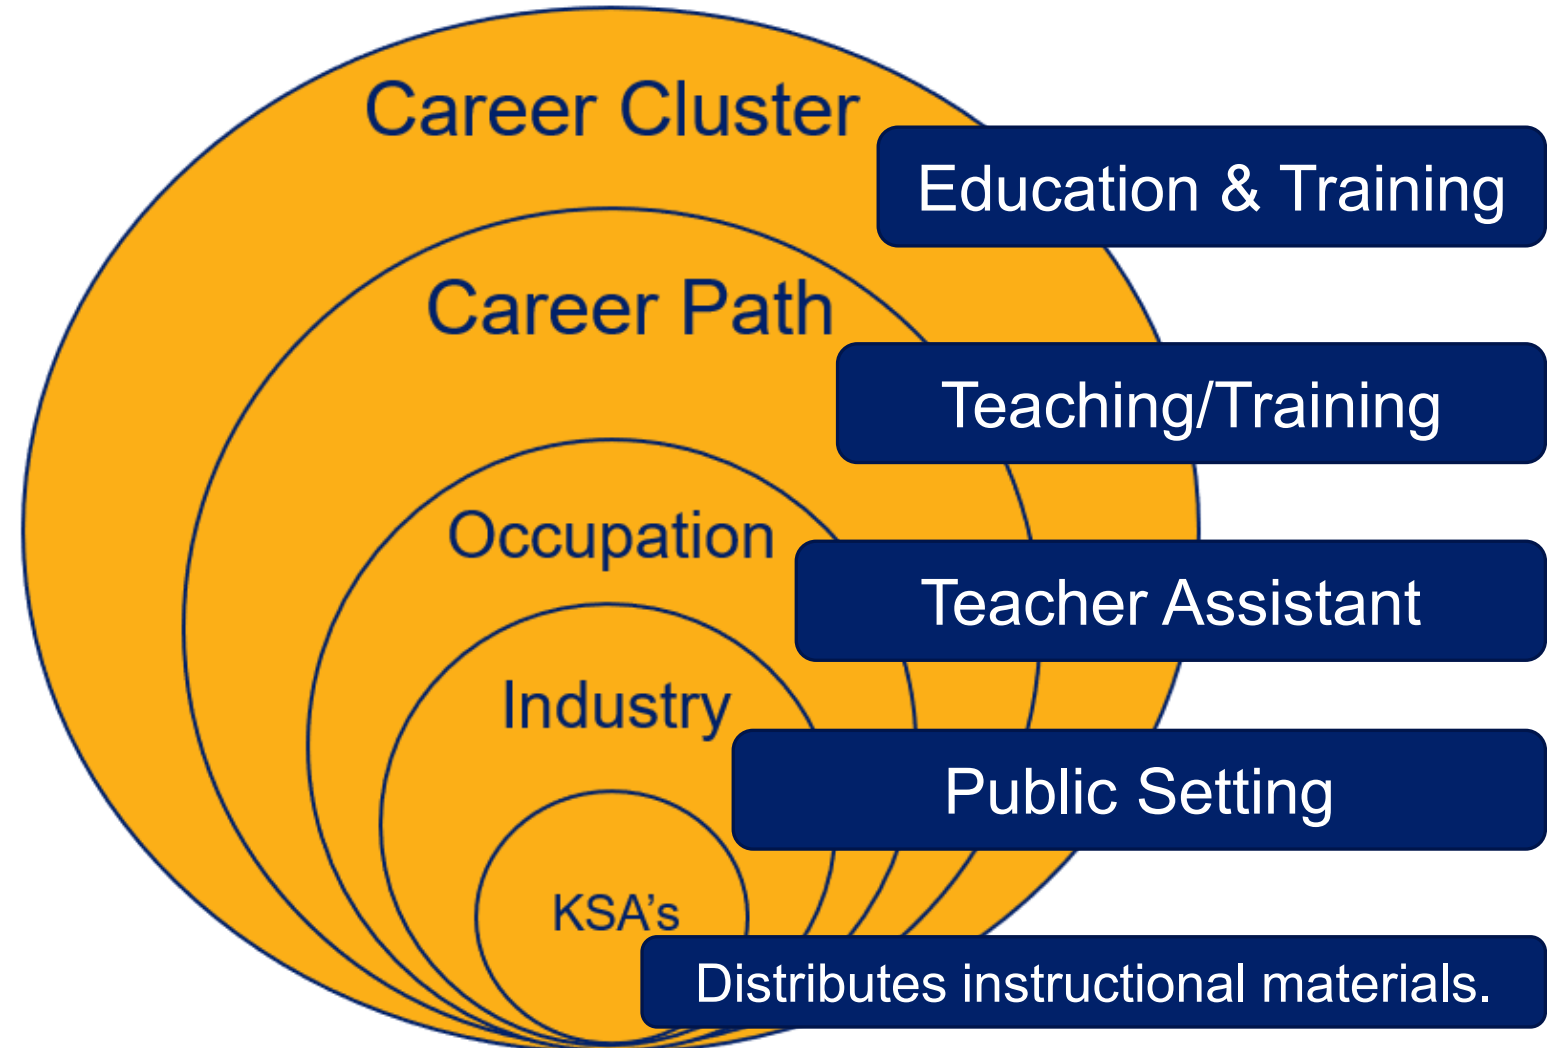 Career Cluster
Education & Training
Career Path
Teaching/Training
Occupation
Teacher Assistant
Industry
Public Setting
KSA’s
Distributes instructional materials.